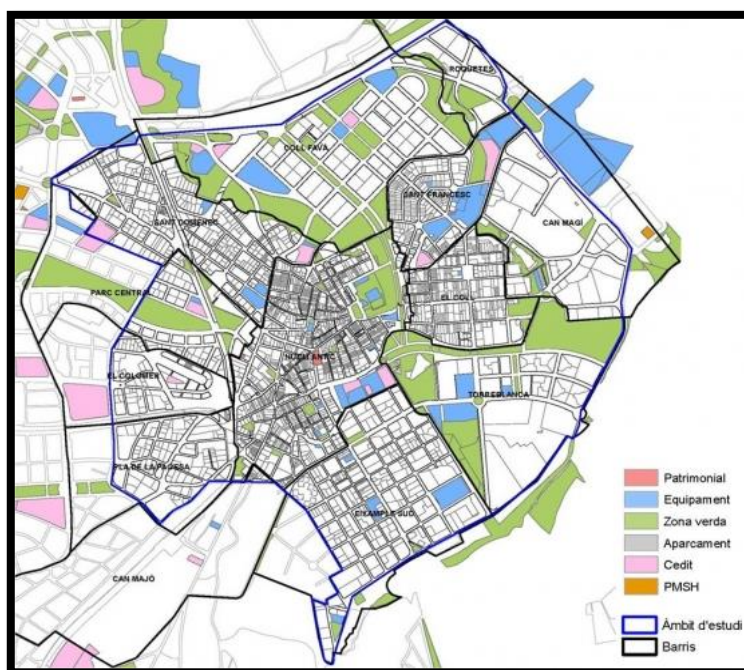 ROQUETES
COLL FAVA
SANT FRANCESC
SANT DOMENEC
CAN MAGÍ
PARC CENTRAL
EL COLL
NUCLI ANTIC
EL COLOMER
TORREBLANCA
PLA DE LA PAGESA
EIXAMPLE SUD
CAN MAJÓ
Patrimonial
Equipament
Zona verda
Aparcament
Cedit
PMSH
Àmbit d'estudi
Barris